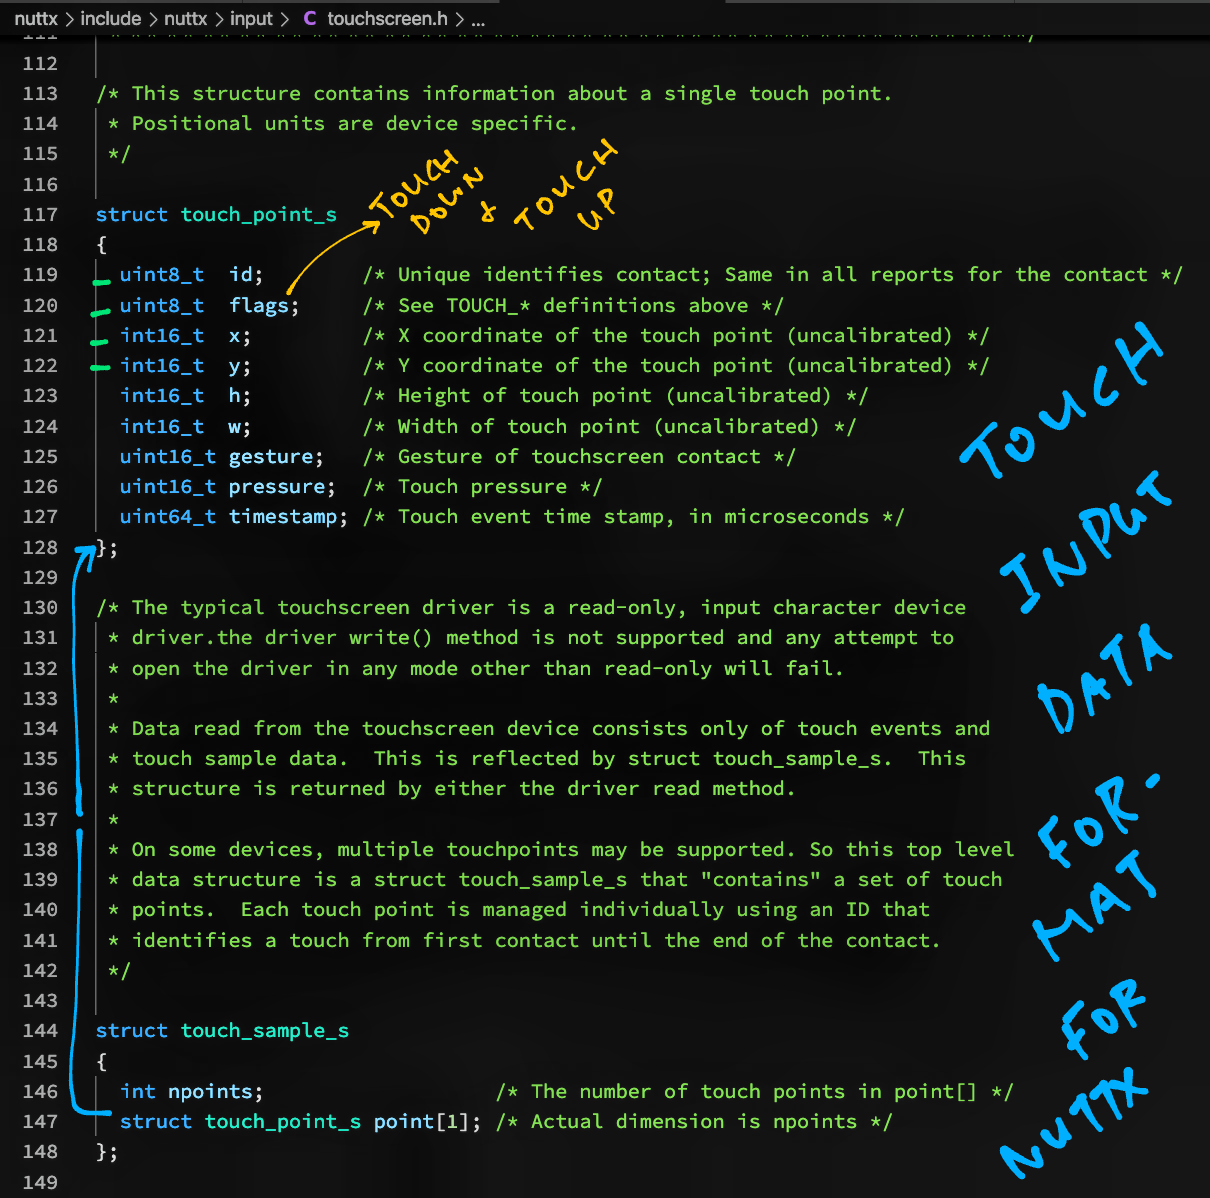 nuttx > include > nuttx > input > C touchscreen.h > ...
111 */
112
113 /* This structure contains information about a single touch point.
114 * Positional units are device specific.
115 */
116
TOUCH DOWN & TOUCH UP
117 struct touch_point_s
118 {
119 uint8_t id; /* Unique identifies contact; Same in all reports for the contact */
120 uint8_t flags; /* See TOUCH_* definitions above */
121 int16_t x; /* X coordinate of the touch point (uncalibrated) */
122 int16_t y; /* Y coordinate of the touch point (uncalibrated) */
123 int16_t h; /* Height of touch point (uncalibrated) */
124 int16_t w; /* Width of touch point (uncalibrated) */
125 uint16_t gesture; /* Gesture of touchscreen contact */
126 uint16_t pressure; /* Touch pressure */
127 uint64_t timestamp; /* Touch event time stamp, in microseconds */
128 };
129
130 /* The typical touchscreen driver is a read-only, input character device
131 * driver.the driver write() method is not supported and any attempt to
132 * open the driver in any mode other than read-only will fail.
133 *
134 * Data read from the touchscreen device consists only of touch events and
135 * touch sample data.  This is reflected by struct touch_sample_s.  This
136 * structure is returned by either the driver read method.
137 *
138 * On some devices, multiple touchpoints may be supported. So this top level
139 * data structure is a struct touch_sample_s that "contains" a set of touch
140 * points.  Each touch point is managed individually using an ID that
141 * identifies a touch from first contact until the end of the contact.
142 */
143
144 struct touch_sample_s
145 {
146 int npoints; /* The number of touch points in point[] */
147 struct touch_point_s point[1]; /* Actual dimension is npoints */
148 };
149
TOUCH
INPUT
DATA
FOR-
MAT
FOR
NUTTX